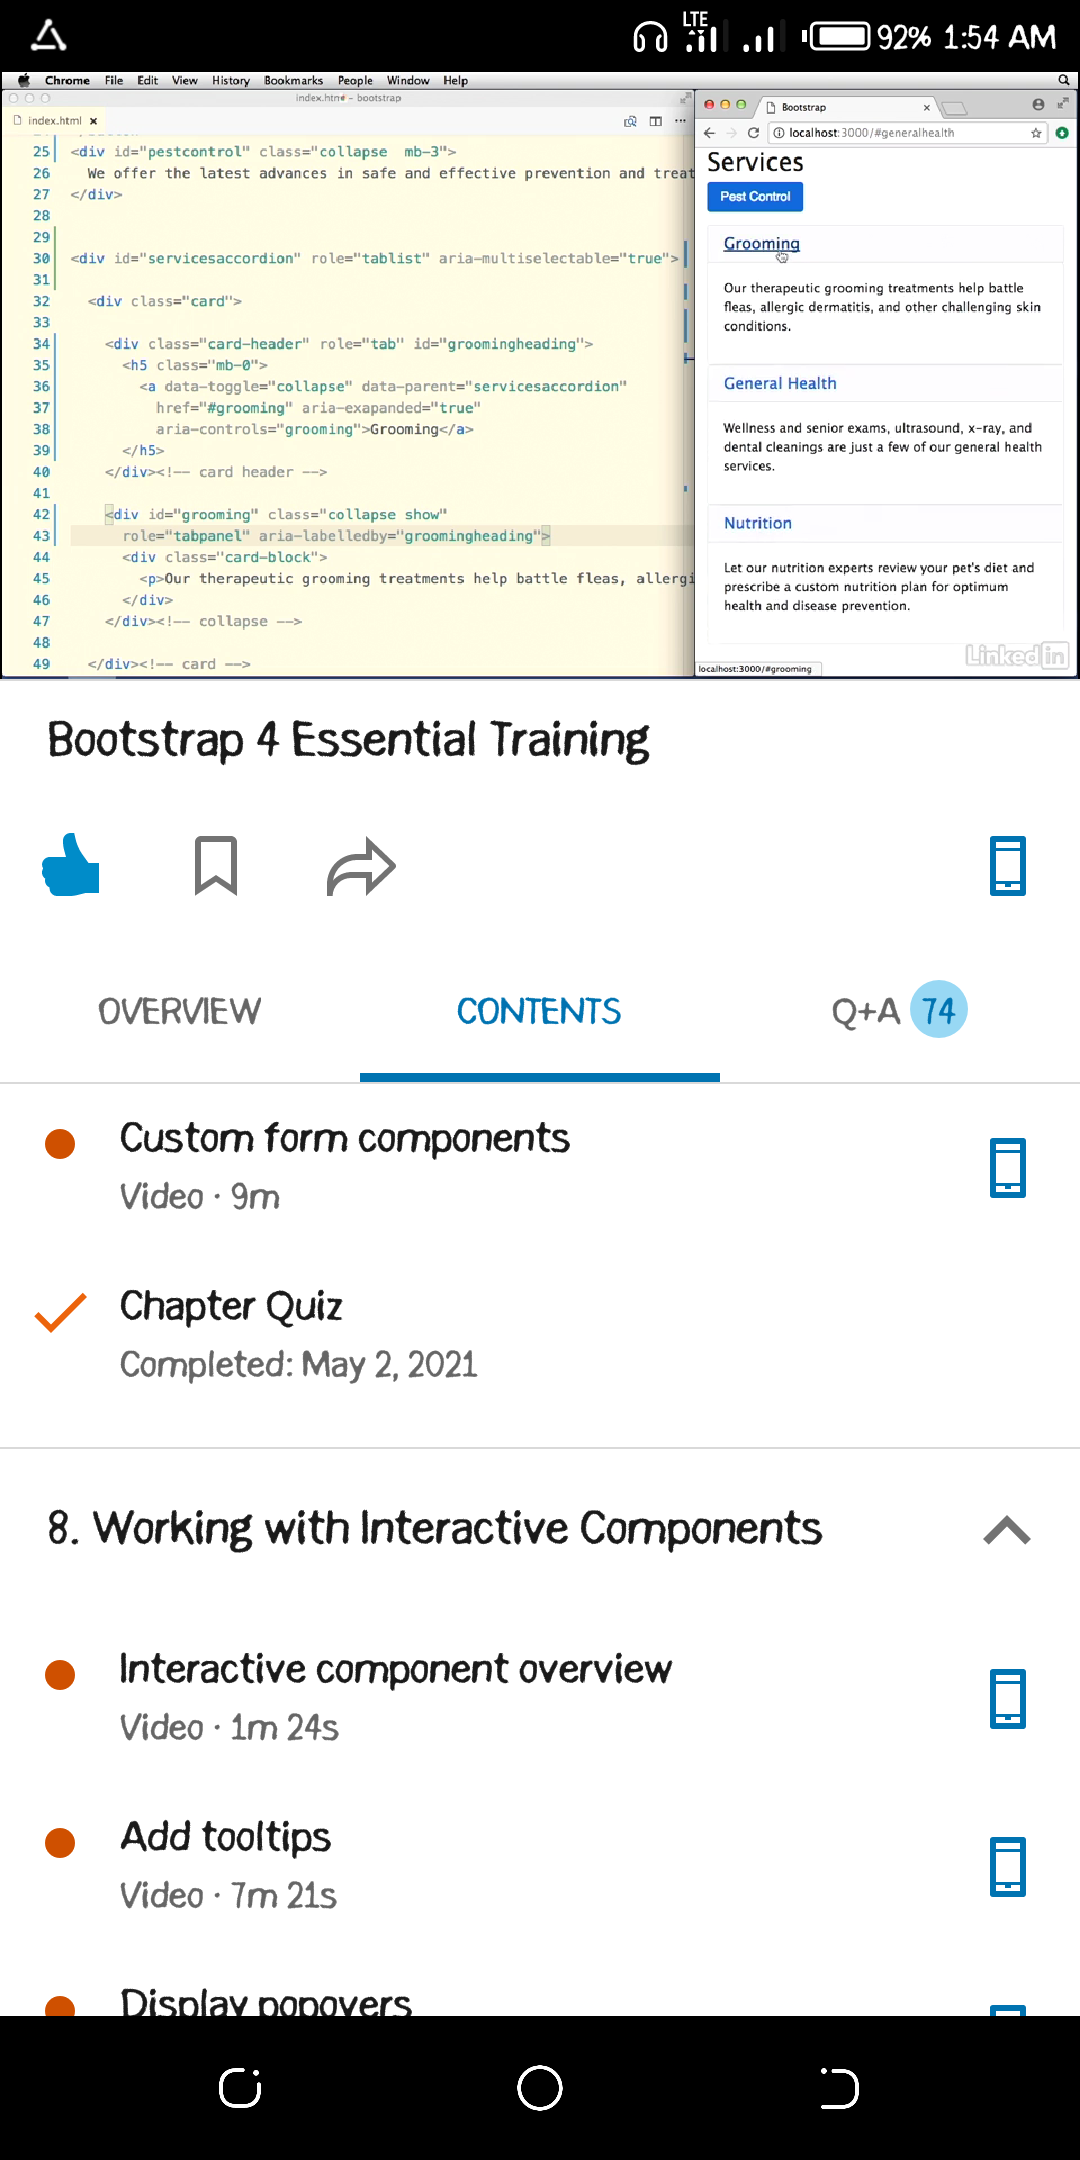 LTE
92% 1:54 AM
Chrome File Edit View History Bookmarks People Window Help
index.html - bootstrap
index.html
25 <div id="pestcontrol" class="collapse  mb-3">
26 We offer the latest advances in safe and effective prevention and treat
27 </div>
28
29
30 <div id="servicesaccordion" role="tablist" aria-multiselectable="true">
31
32 <div class="card">
33
34 <div class="card-header" role="tab" id="groomingheading">
35 <h5 class="mb-0">
36 <a data-toggle="collapse" data-parent="servicesaccordion"
37 href="#grooming" aria-exapanded="true"
38 aria-controls="grooming">Grooming</a>
39 </h5>
40 </div><!-- card header -->
41
42 <div id="grooming" class="collapse show"
43 role="tabpanel" aria-labelledby="groomingheading">
44 <div class="card-block">
45 <p>Our therapeutic grooming treatments help battle fleas, allergi
46 </div>
47 </div><!-- collapse -->
48
49 </div><!-- card -->
Bootstrap
localhost:3000/#generalhealth
Services
Pest Control
Grooming
Our therapeutic grooming treatments help battle
fleas, allergic dermatitis, and other challenging skin
conditions.
General Health
Wellness and senior exams, ultrasound, x-ray, and
dental cleanings are just a few of our general health
services.
Nutrition
Let our nutrition experts review your pet's diet and
prescribe a custom nutrition plan for optimum
health and disease prevention.
Linked in
localhost:3000/#grooming
Bootstrap 4 Essential Training
OVERVIEW CONTENTS Q+A 74
Custom form components
Video · 9m
Chapter Quiz
Completed: May 2, 2021
8. Working with Interactive Components
Interactive component overview
Video · 1m 24s
Add tooltips
Video · 7m 21s
Display popovers